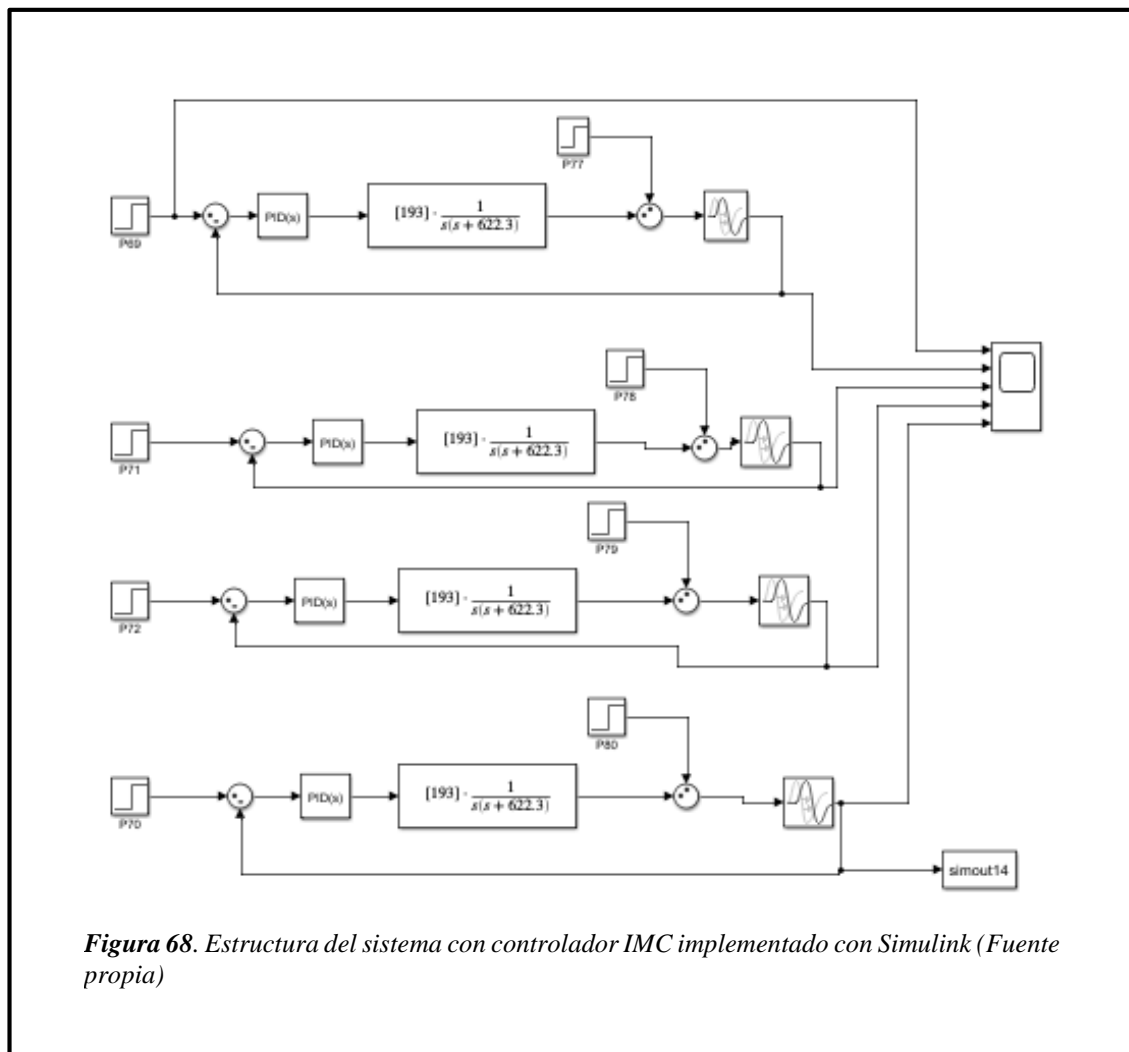 P77
P69
PID(s)
[193] · 1 / s(s + 622.3)
P78
P71
PID(s)
[193] · 1 / s(s + 622.3)
P79
P72
PID(s)
[193] · 1 / s(s + 622.3)
P80
P70
PID(s)
[193] · 1 / s(s + 622.3)
simout14
Figura 68. Estructura del sistema con controlador IMC implementado con Simulink (Fuente
propia)